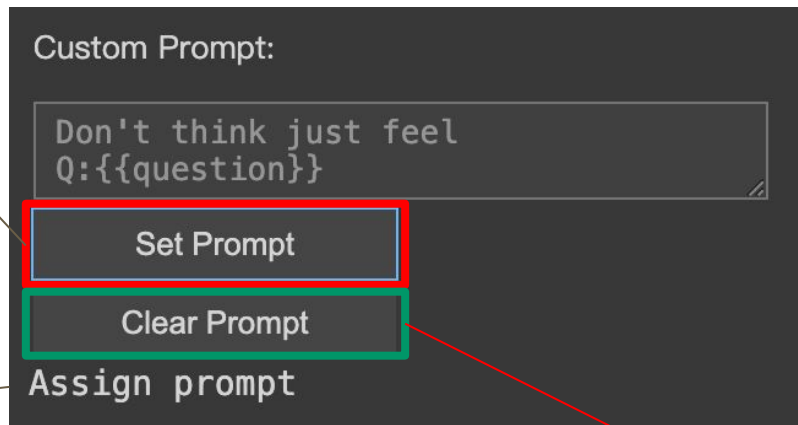 Custom Prompt:
Don't think just feel
Q:{{question}}
Set Prompt
Clear Prompt
Assign prompt